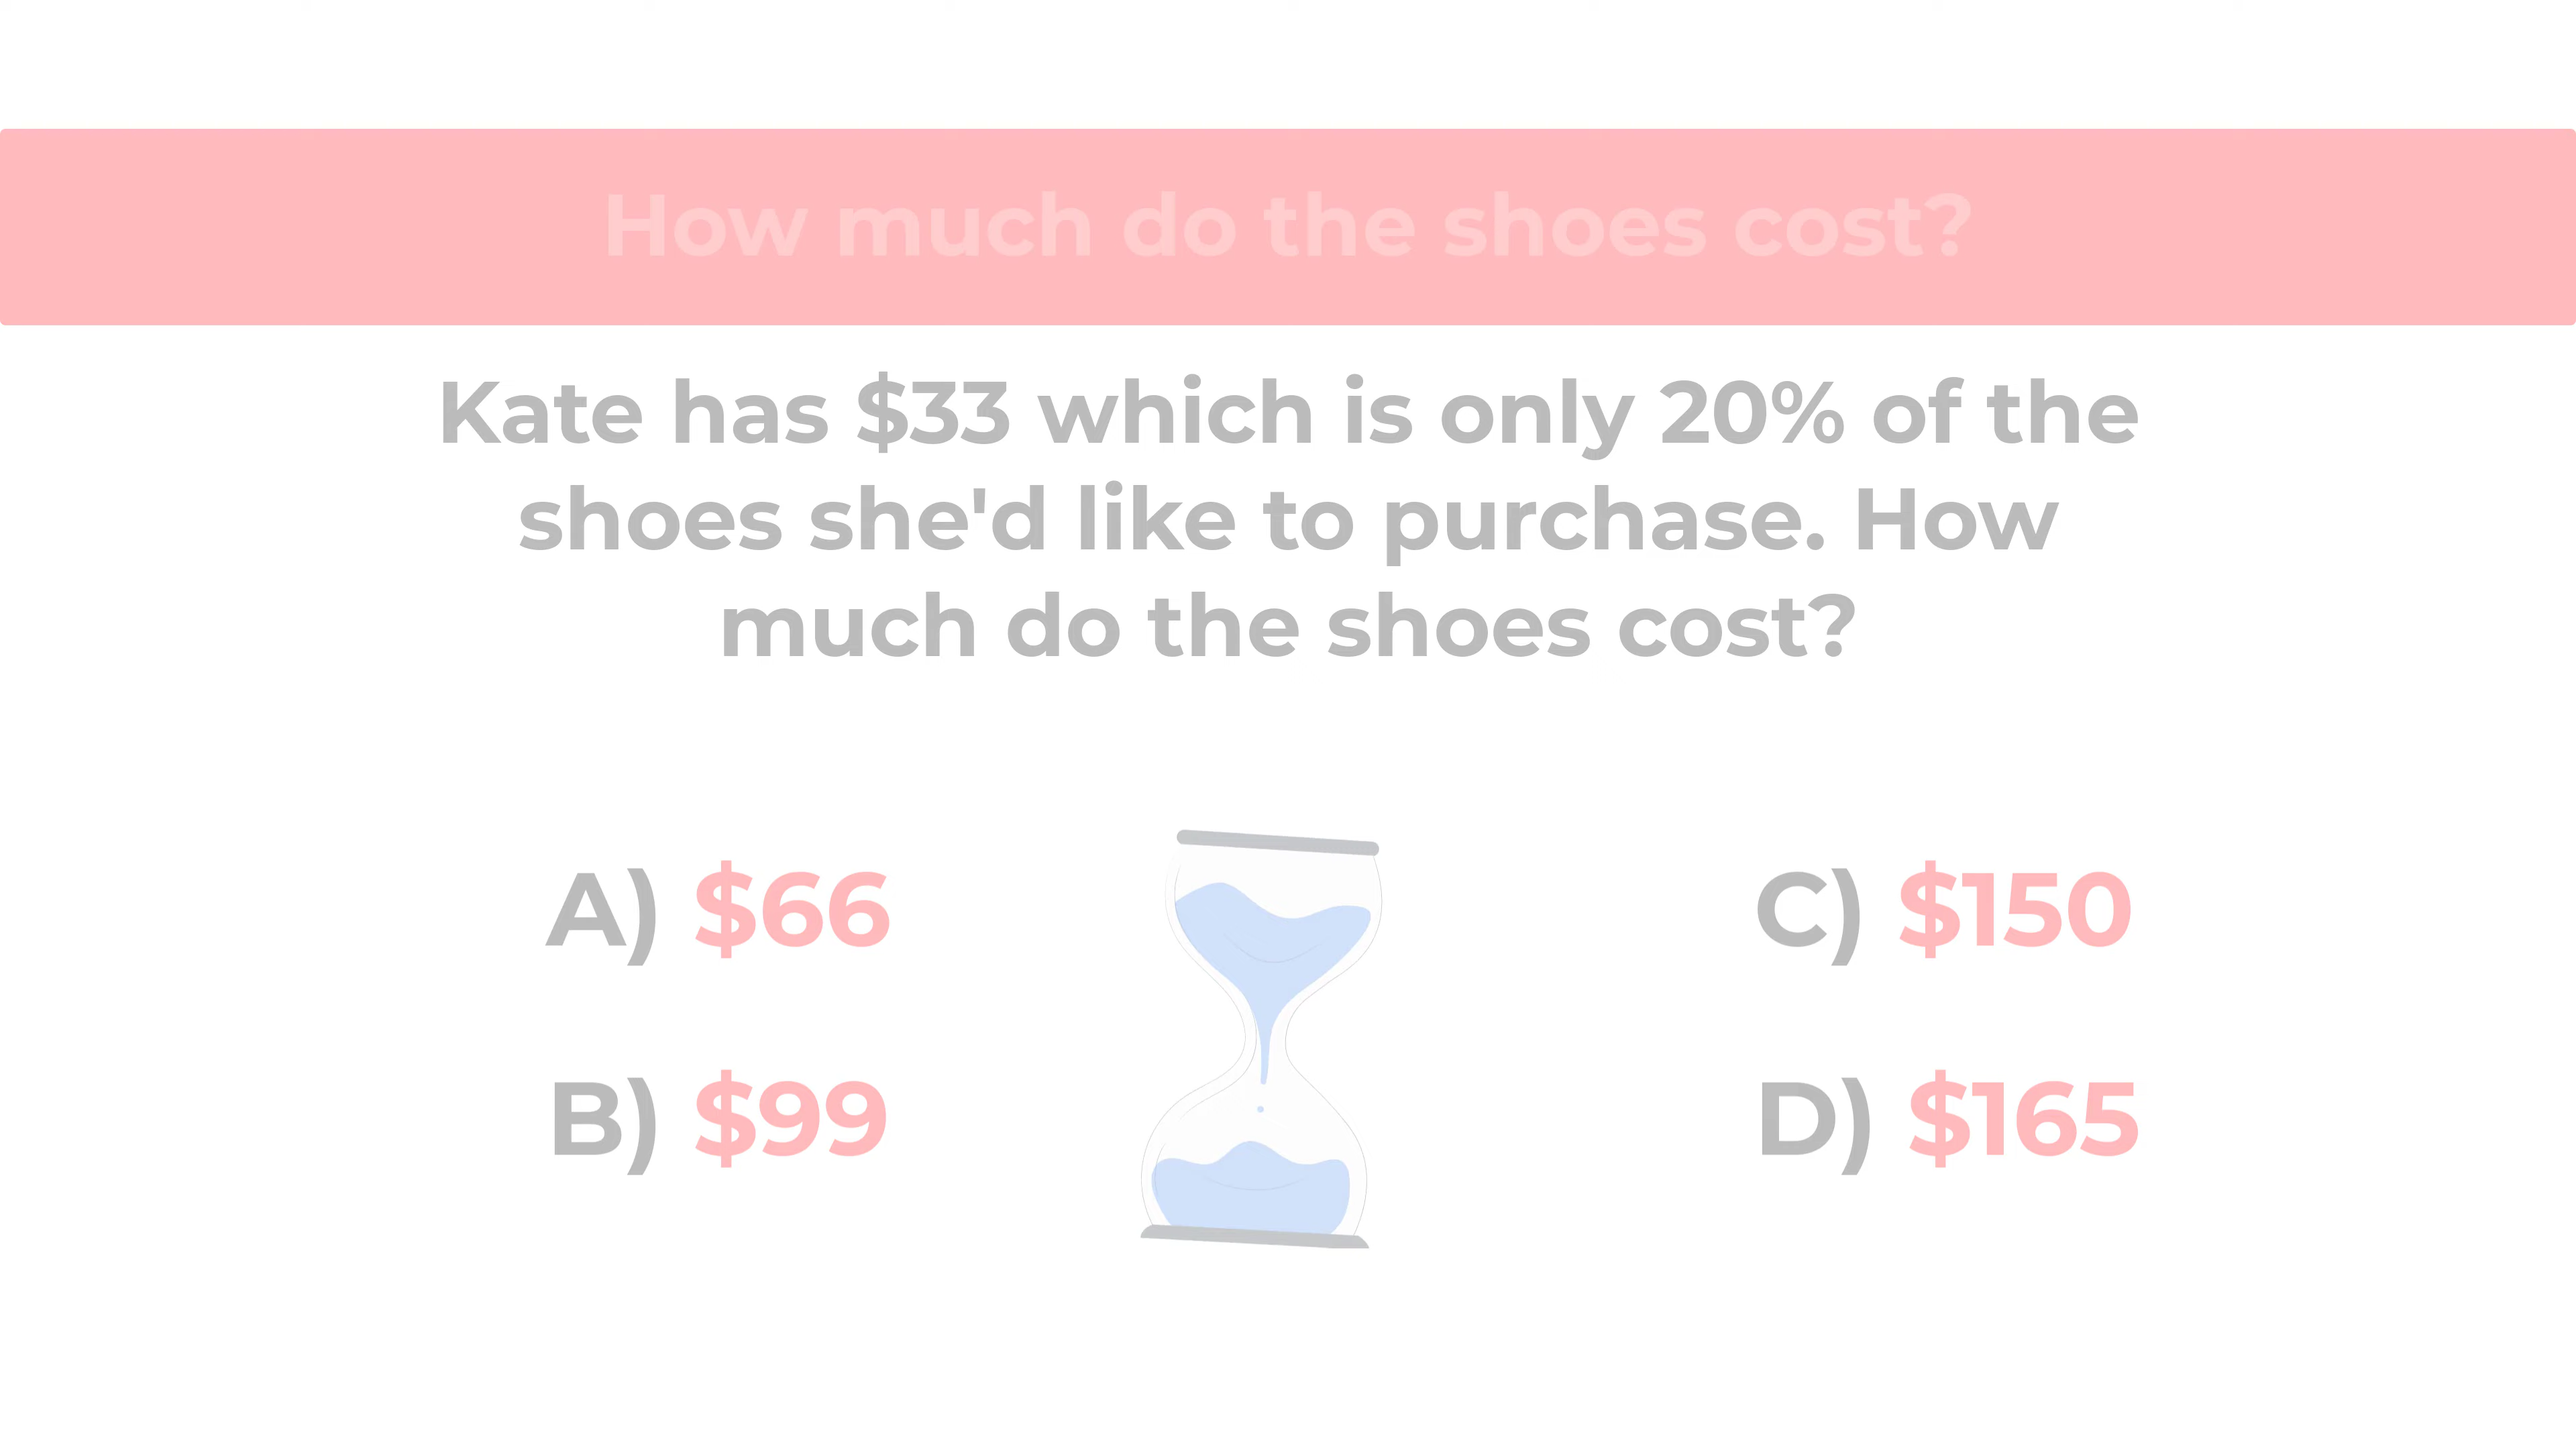 How much do the shoes cost?
Kate has $33 which is only 20% of the
shoes she'd like to purchase. How
much do the shoes cost?
A) $66
B) $99
C) $150
D) $165